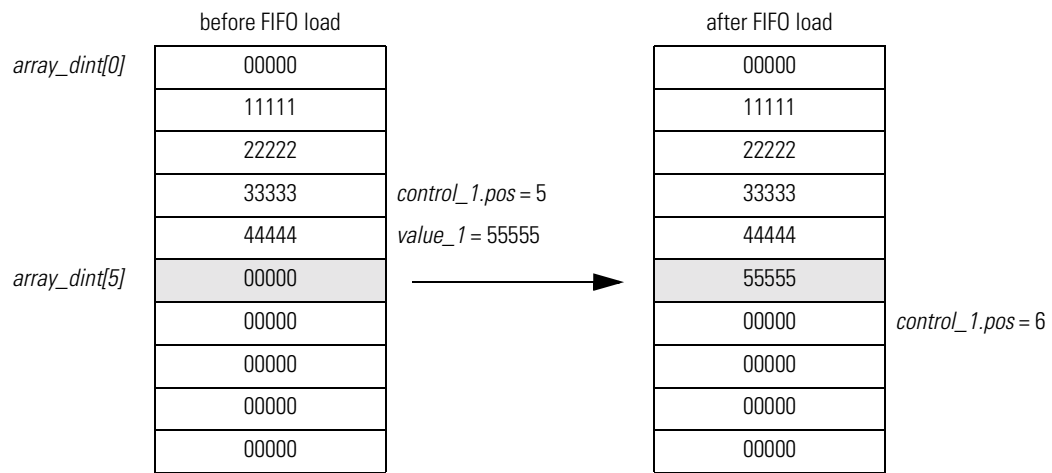 before FIFO load after FIFO load
array_dint[0] 00000 00000
11111 11111
22222 22222
33333 control_1.pos = 5 33333
44444 value_1 = 55555 44444
array_dint[5] 00000 55555
00000 00000 control_1.pos = 6
00000 00000
00000 00000
00000 00000